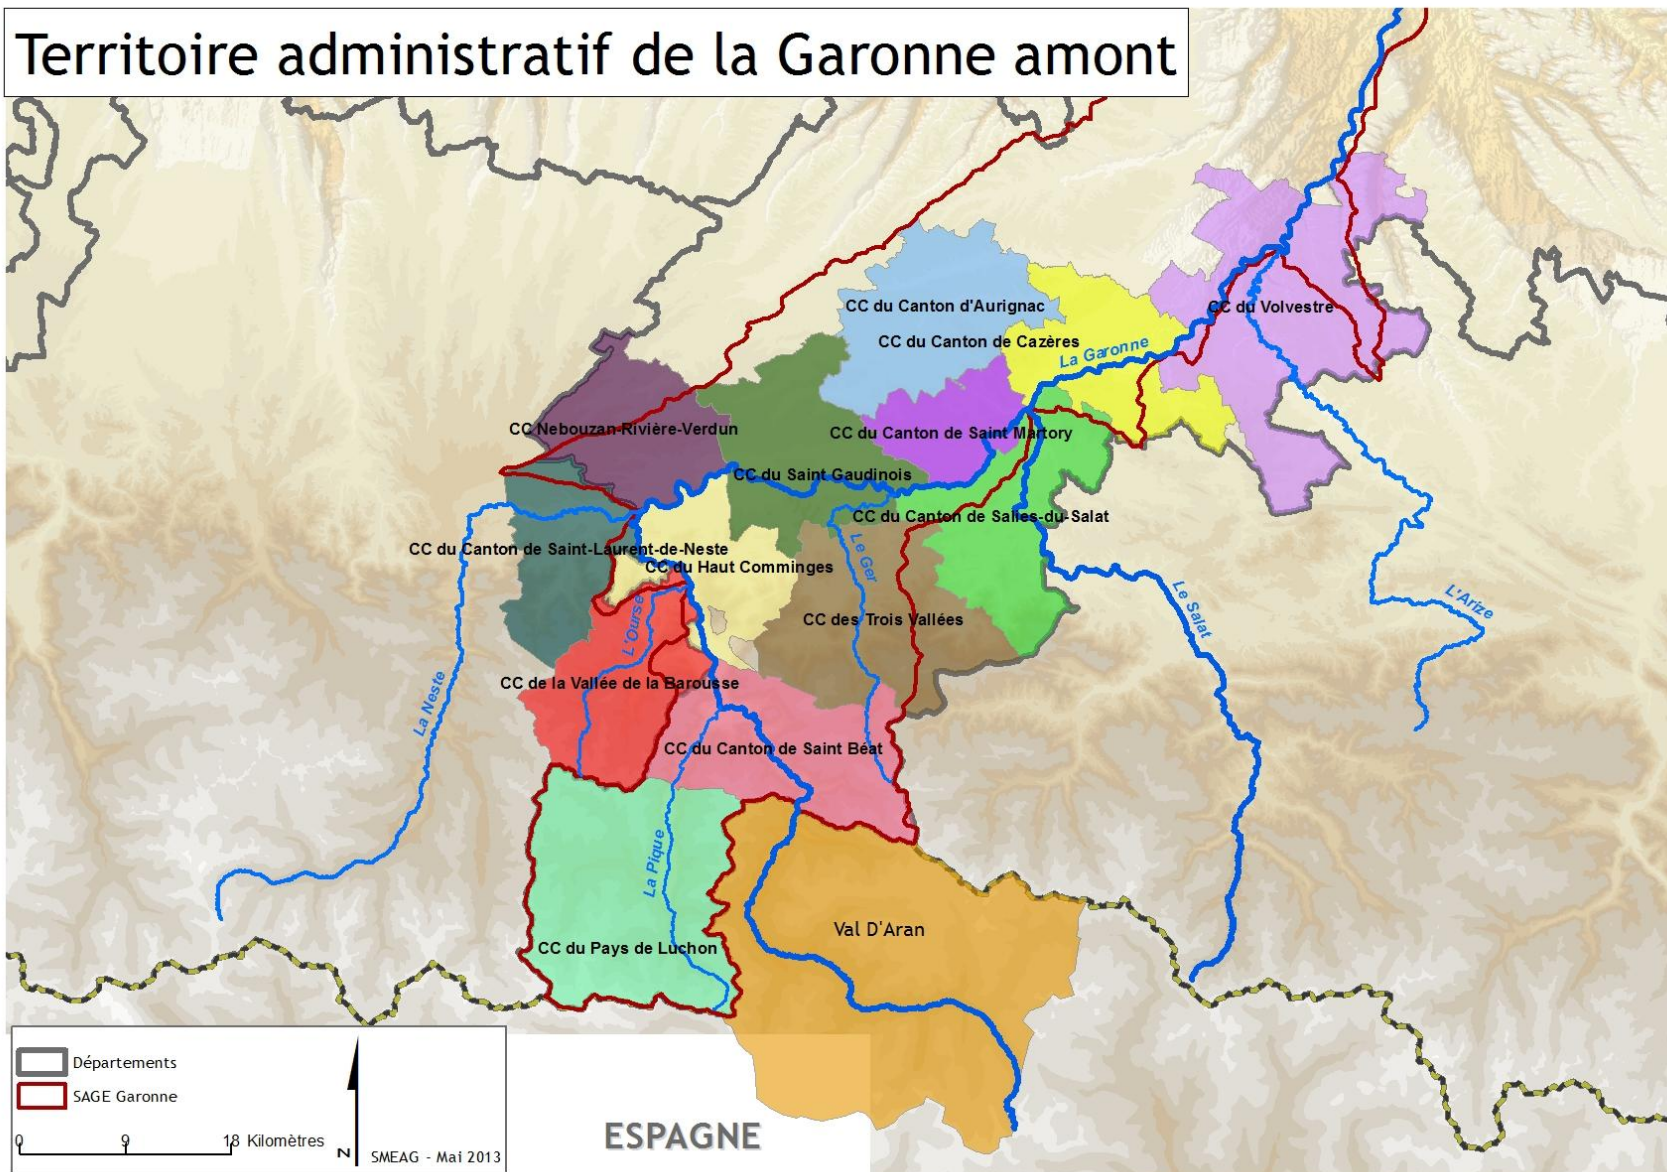 Territoire administratif de la Garonne amont
CC du Canton d'Aurignac
CC du Volvestre
CC du Canton de Cazères
La Garonne
CC Nebouzan-Rivière-Verdun
CC du Canton de Saint Martory
CC du Saint Gaudinois
CC du Canton de Salies-du-Salat
CC du Canton de Saint-Laurent-de-Neste
Le Ger
CC du Haut Comminges
L'Ourse
CC des Trois Vallées
Le Salat
L'Arize
CC de la Vallée de la Barousse
La Neste
CC du Canton de Saint Béat
La Pique
Val D'Aran
CC du Pays de Luchon
Départements
SAGE Garonne
0 9 18 Kilomètres
N
SMEAG - Mai 2013
ESPAGNE